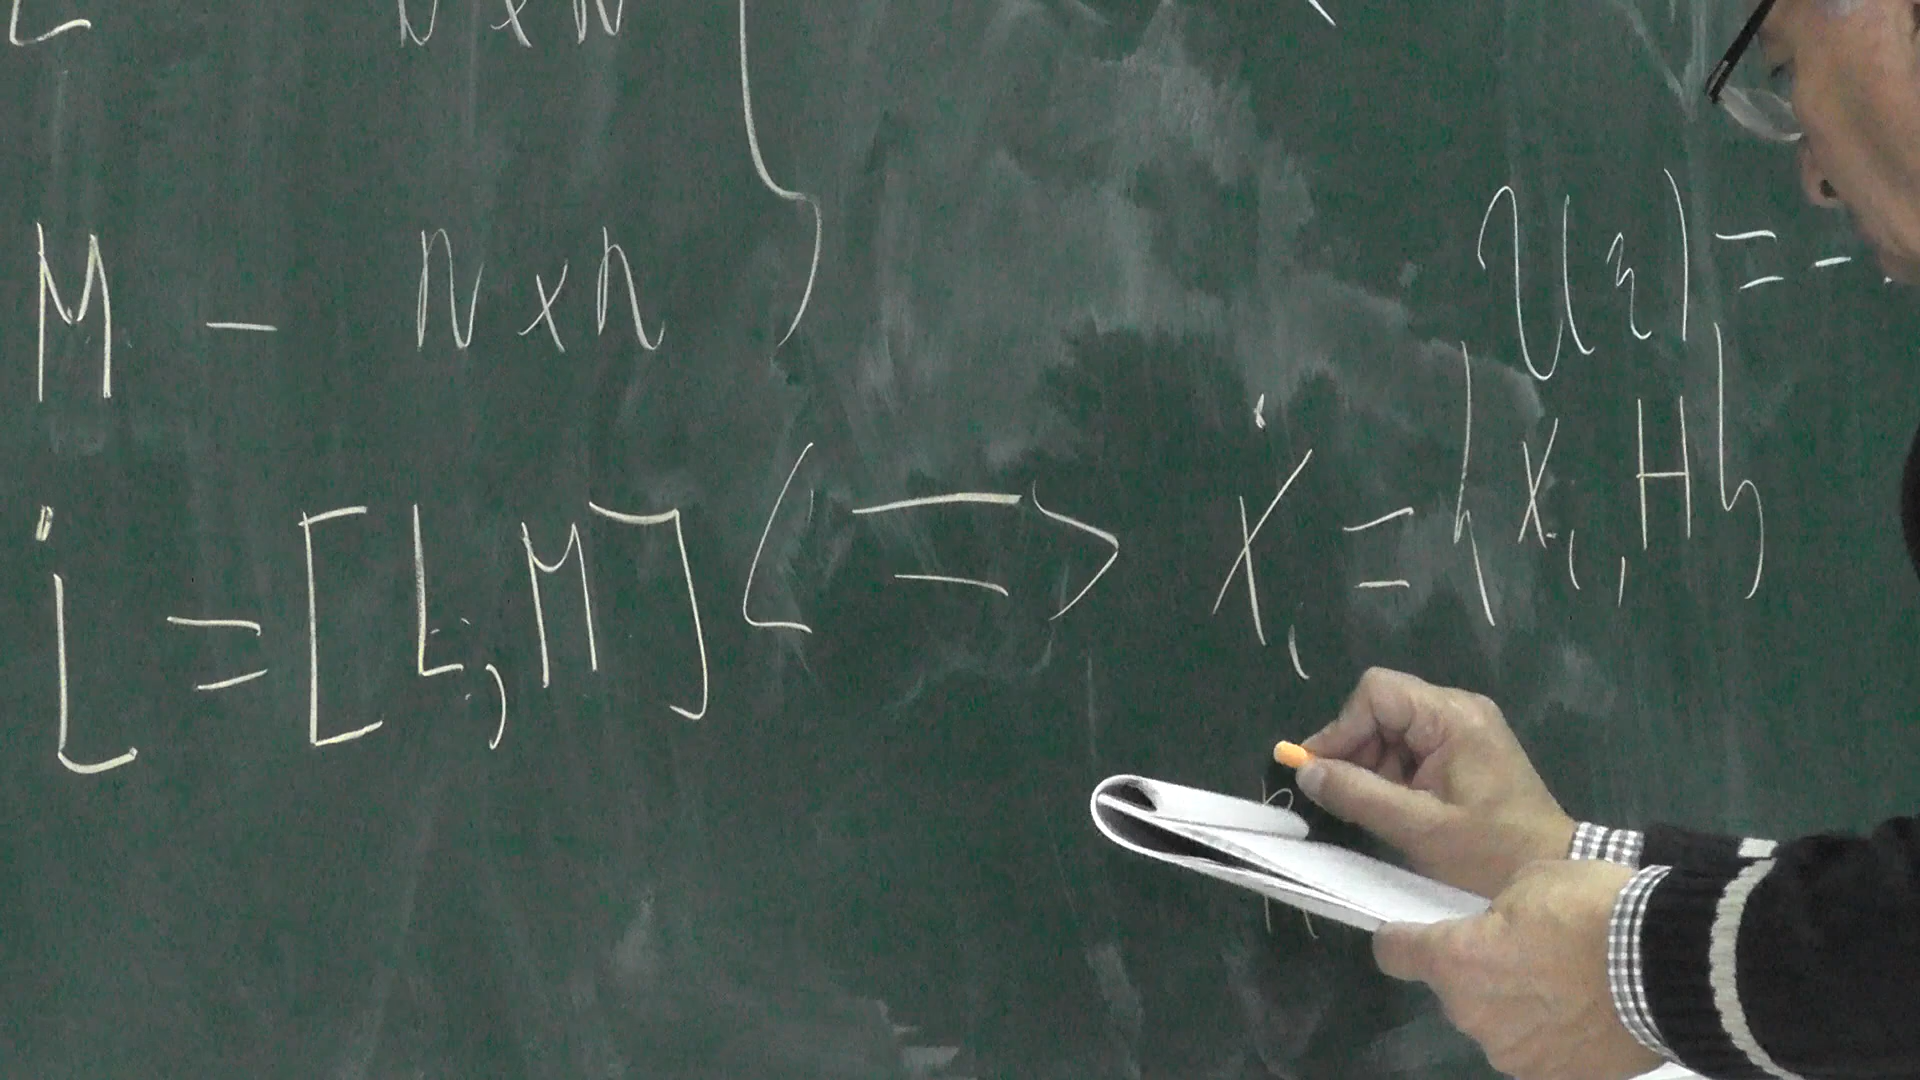 L n×n
M – n×n
U(r) = -
L̇ = [L, M] ⇔ ẋᵢ = {xᵢ, H}